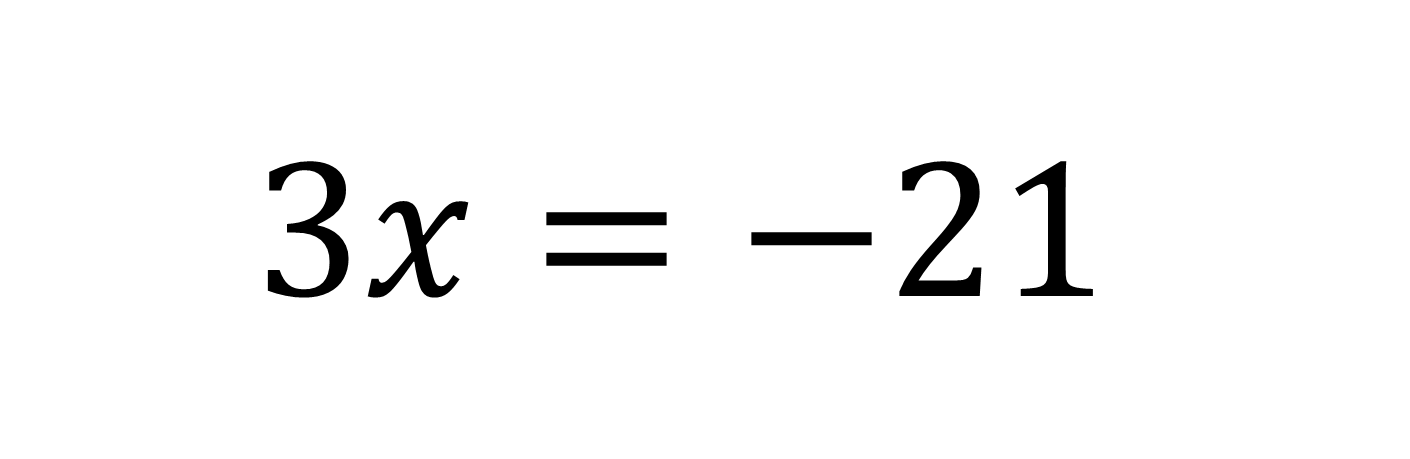 3x = −21